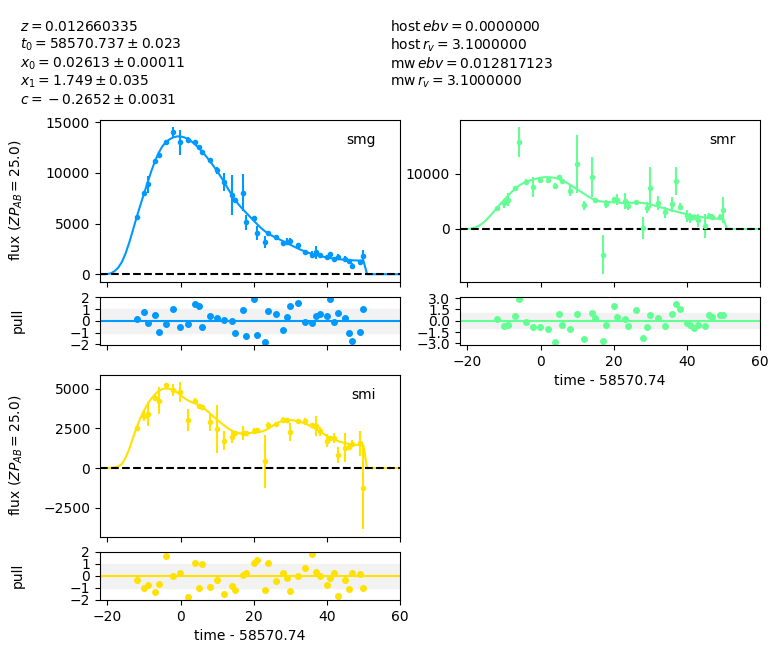 z = 0.012660335
t₀ = 58570.737 ± 0.023
x₀ = 0.02613 ± 0.00011
x₁ = 1.749 ± 0.035
c = −0.2652 ± 0.0031
host ebv = 0.0000000
host r_v = 3.1000000
mw ebv = 0.012817123
mw r_v = 3.1000000
flux (ZP_AB = 25.0)
15000
10000
5000
0
smg
10000
0
smr
pull
2
1
0
−1
−2
3.0
1.5
0.0
−1.5
−3.0
−20 0 20 40 60
time - 58570.74
flux (ZP_AB = 25.0)
5000
2500
0
−2500
smi
pull
2
1
0
−1
−2
−20 0 20 40 60
time - 58570.74